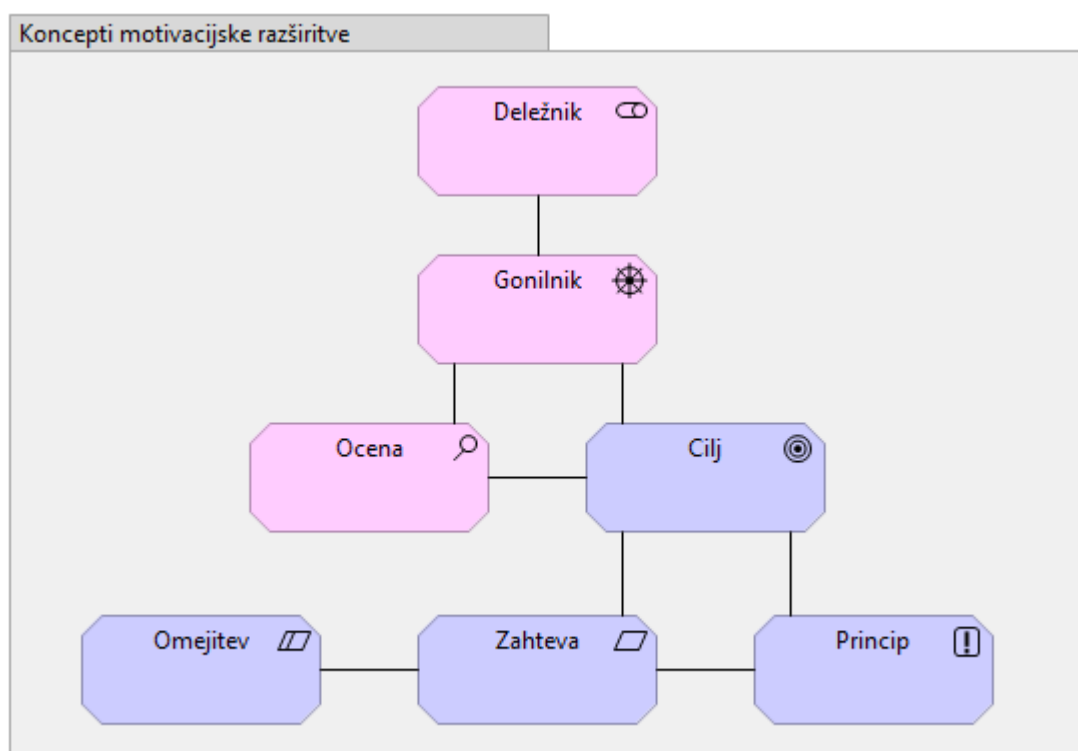 Koncepti motivacijske razširitve
Deležnik
Gonilnik
Ocena
Cilj
Omejitev
Zahteva
Princip